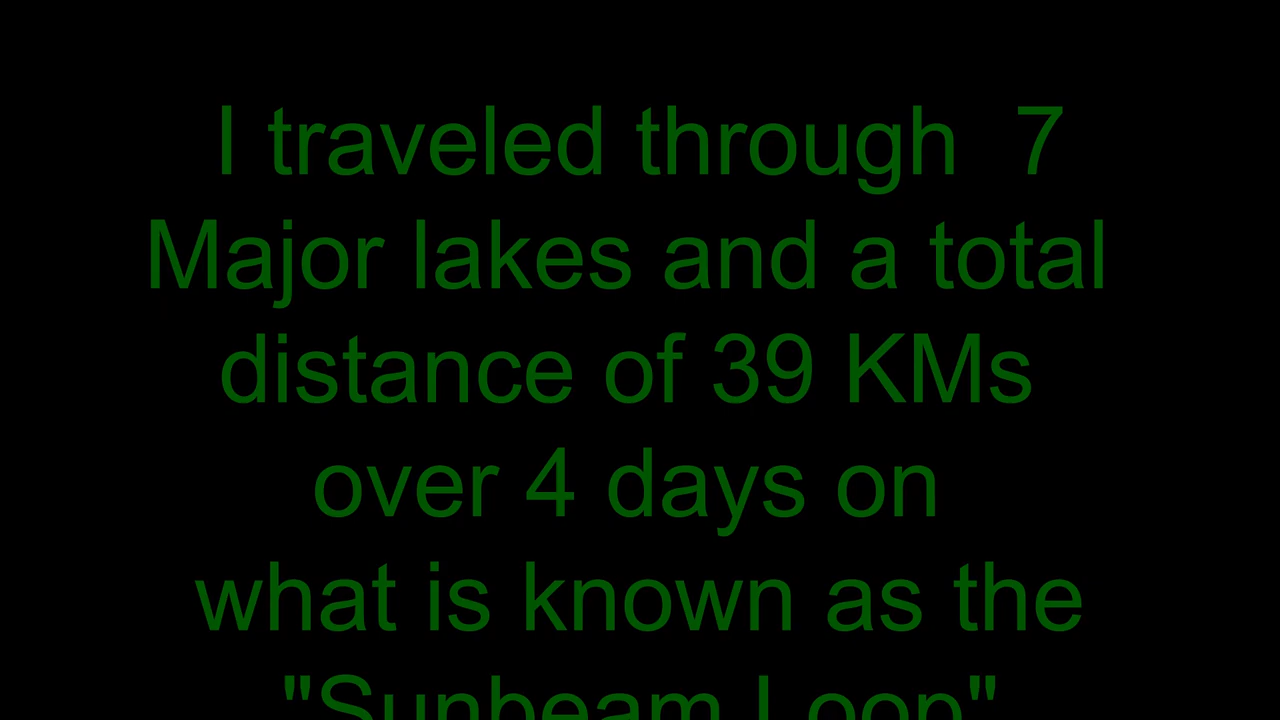 I traveled through  7
Major lakes and a total
distance of 39 KMs
over 4 days on
what is known as the
"Sunbeam Loop"